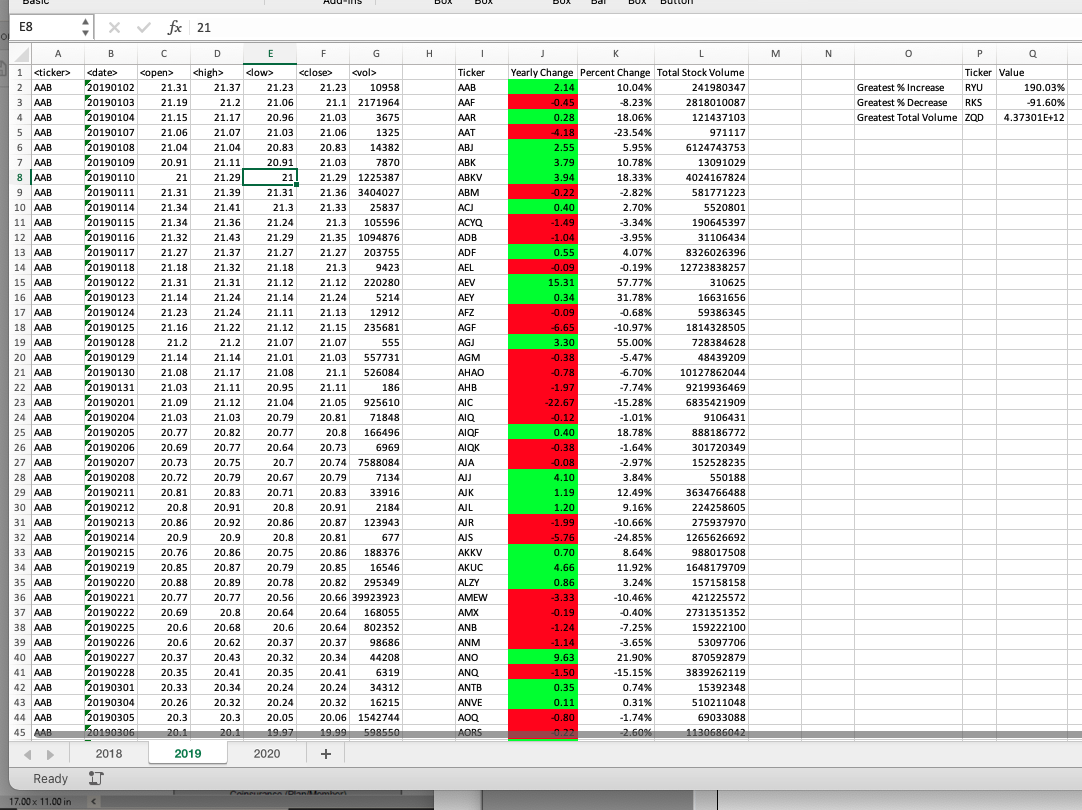 Basic Add-ins Box Box Box Bar Box Button
E8 fx 21
A B C D E F G H I J K L M N O P Q
1 <ticker> <date> <open> <high> <low> <close> <vol> Ticker Yearly Change Percent Change Total Stock Volume Ticker Value
2 AAB 20190102 21.31 21.37 21.23 21.23 10958 AAB 2.14 10.04% 241980347 Greatest % Increase RYU 190.03%
3 AAB 20190103 21.19 21.2 21.06 21.1 2171964 AAF -0.45 -8.23% 2818010087 Greatest % Decrease RKS -91.60%
4 AAB 20190104 21.15 21.17 20.96 21.03 3675 AAR 0.28 18.06% 121437103 Greatest Total Volume ZQD 4.37301E+12
5 AAB 20190107 21.06 21.07 21.03 21.06 1325 AAT -4.18 -23.54% 971117
6 AAB 20190108 21.04 21.04 20.83 20.83 14382 ABJ 2.55 5.95% 6124743753
7 AAB 20190109 20.91 21.11 20.91 21.03 7870 ABK 3.79 10.78% 13091029
8 AAB 20190110 21 21.29 21 21.29 1225387 ABKV 3.94 18.33% 4024167824
9 AAB 20190111 21.31 21.39 21.31 21.36 3404027 ABM -0.22 -2.82% 581771223
10 AAB 20190114 21.34 21.41 21.3 21.33 25837 ACJ 0.40 2.70% 5520801
11 AAB 20190115 21.34 21.36 21.24 21.3 105596 ACYQ -1.49 -3.34% 190645397
12 AAB 20190116 21.32 21.43 21.29 21.35 1094876 ADB -1.04 -3.95% 31106434
13 AAB 20190117 21.27 21.37 21.27 21.27 203755 ADF 0.55 4.07% 8326026396
14 AAB 20190118 21.18 21.32 21.18 21.3 9423 AEL -0.09 -0.19% 12723838257
15 AAB 20190122 21.31 21.31 21.12 21.12 220280 AEV 15.31 57.77% 310625
16 AAB 20190123 21.14 21.24 21.14 21.24 5214 AEY 0.34 31.78% 16631656
17 AAB 20190124 21.23 21.24 21.11 21.13 12912 AFZ -0.09 -0.68% 59386345
18 AAB 20190125 21.16 21.22 21.12 21.15 235681 AGF -6.65 -10.97% 1814328505
19 AAB 20190128 21.2 21.2 21.07 21.07 555 AGJ 3.30 55.00% 728384628
20 AAB 20190129 21.14 21.14 21.01 21.03 557731 AGM -0.38 -5.47% 48439209
21 AAB 20190130 21.08 21.17 21.08 21.1 526084 AHAO -0.78 -6.70% 10127862044
22 AAB 20190131 21.03 21.11 20.95 21.11 186 AHB -1.97 -7.74% 9219936469
23 AAB 20190201 21.09 21.12 21.04 21.05 925610 AIC -22.67 -15.28% 6835421909
24 AAB 20190204 21.03 21.03 20.79 20.81 71848 AIQ -0.12 -1.01% 9106431
25 AAB 20190205 20.77 20.82 20.77 20.8 166496 AIQF 0.40 18.78% 888186772
26 AAB 20190206 20.69 20.77 20.64 20.73 6969 AIQK -0.38 -1.64% 301720349
27 AAB 20190207 20.73 20.75 20.7 20.74 7588084 AJA -0.08 -2.97% 152528235
28 AAB 20190208 20.72 20.79 20.67 20.79 7134 AJJ 4.10 3.84% 550188
29 AAB 20190211 20.81 20.83 20.71 20.83 33916 AJK 1.19 12.49% 3634766488
30 AAB 20190212 20.8 20.91 20.8 20.91 2184 AJL 1.20 9.16% 224258605
31 AAB 20190213 20.86 20.92 20.86 20.87 123943 AJR -1.99 -10.66% 275937970
32 AAB 20190214 20.9 20.9 20.8 20.81 677 AJS -5.76 -24.85% 1265626692
33 AAB 20190215 20.76 20.86 20.75 20.86 188376 AKKV 0.70 8.64% 988017508
34 AAB 20190219 20.85 20.87 20.79 20.85 16546 AKUC 4.66 11.92% 1648179709
35 AAB 20190220 20.88 20.89 20.78 20.82 295349 ALZY 0.86 3.24% 157158158
36 AAB 20190221 20.77 20.77 20.56 20.66 39923923 AMEW -3.33 -10.46% 421225572
37 AAB 20190222 20.69 20.8 20.64 20.64 168055 AMX -0.19 -0.40% 2731351352
38 AAB 20190225 20.6 20.68 20.6 20.64 802352 ANB -1.24 -7.25% 159222100
39 AAB 20190226 20.6 20.62 20.37 20.37 98686 ANM -1.14 -3.65% 53097706
40 AAB 20190227 20.37 20.43 20.32 20.34 44208 ANO 9.63 21.90% 870592879
41 AAB 20190228 20.35 20.41 20.35 20.41 6319 ANQ -1.50 -15.15% 3839262119
42 AAB 20190301 20.33 20.34 20.24 20.24 34312 ANTB 0.35 0.74% 15392348
43 AAB 20190304 20.26 20.32 20.24 20.32 16215 ANVE 0.11 0.31% 510211048
44 AAB 20190305 20.3 20.3 20.05 20.06 1542744 AOQ -0.80 -1.74% 69033088
45 AAB 20190306 20.1 20.1 19.97 19.99 598550 AORS -0.22 -2.60% 1130686042
2018 2019 2020 +
Ready
Coinsurance (Plan/Member)
17.00 x 11.00 in <